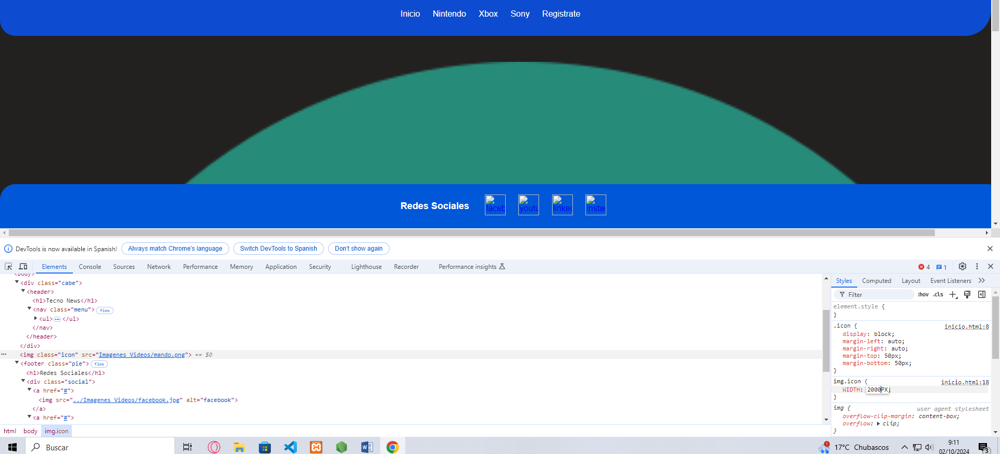 Inicio Nintendo Xbox Sony Registrate
Redes Sociales faceb youtu linked insta
DevTools is now available in Spanish! Always match Chrome's language Switch DevTools to Spanish Don't show again
Elements Console Sources Network Performance Memory Application Security Lighthouse Recorder Performance insights 4 1
<body>
<div class="cabe">
<header>
<h1>Tecno News</h1>
<nav class="menu"> flex
<ul> ⋯ </ul>
</nav>
</header>
</div>
<img class="icon" src="Imagenes Videos/mando.png"> == $0
<footer class="pie"> flex
<h1>Redes Sociales</h1>
<div class="social">
<a href="#">
<img src="../Imagenes Videos/facebook.jpg" alt="facebook">
</a>
<a href="#">
html body img.icon
Styles Computed Layout Event Listeners
Filter :hov .cls
element.style {
}
.icon { inicio.html:8
display: block;
margin-left: auto;
margin-right: auto;
margin-top: 50px;
margin-bottom: 50px;
}
img.icon { inicio.html:18
WIDTH: 2000PX;
}
img { user agent stylesheet
overflow-clip-margin: content-box;
overflow: clip;
}
Buscar
1 17°C Chubascos
9:11
02/10/2024
3